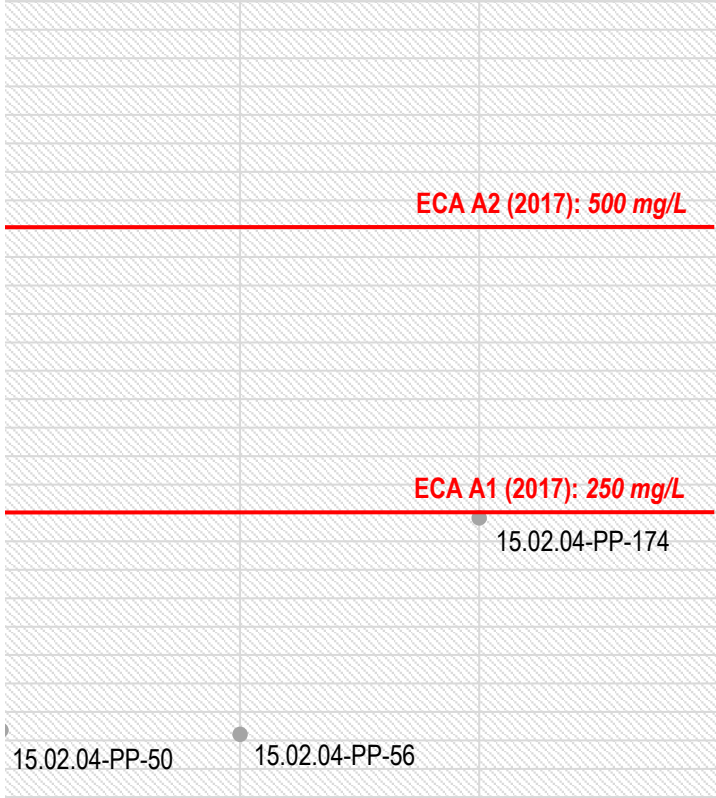 ECA A2 (2017): 500 mg/L
ECA A1 (2017): 250 mg/L
15.02.04-PP-174
15.02.04-PP-50
15.02.04-PP-56